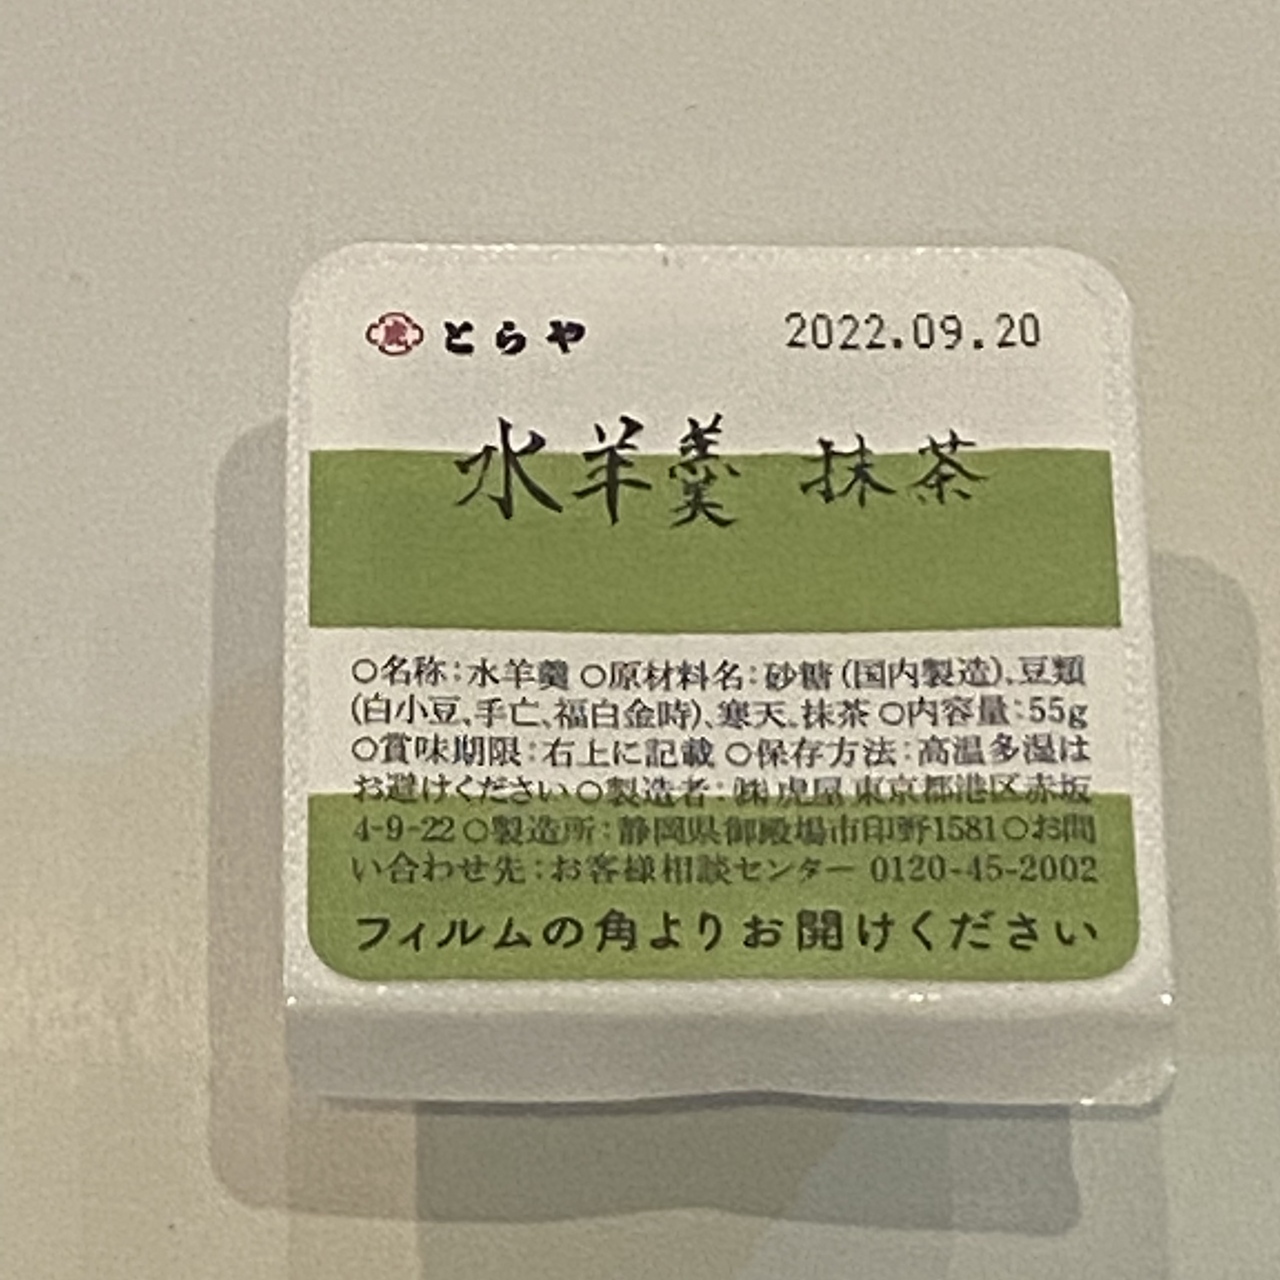 とらや 2022.09.20
水羊羹 抹茶
○名称:水羊羹 ○原材料名:砂糖(国内製造)、豆類
(白小豆、手亡、福白金時)、寒天、抹茶 ○内容量:55g
○賞味期限:右上に記載 ○保存方法:高温多湿は
お避けください ○製造者:㈱虎屋 東京都港区赤坂
4-9-22 ○製造所:静岡県御殿場市印野1581○お問
い合わせ先:お客様相談センター 0120-45-2002
フィルムの角よりお開けください